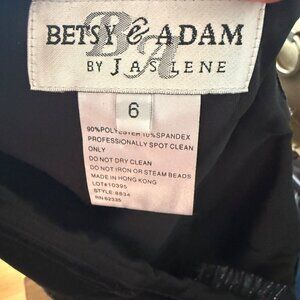 BETSY & ADAM
BY JASLENE
6
90%POLYESTER 10%SPANDEX
PROFESSIONALLY SPOT CLEAN
ONLY
DO NOT DRY CLEAN
DO NOT IRON OR STEAM BEADS
MADE IN HONG KONG
LOT#10395
STYLE: 8834
RN 62335